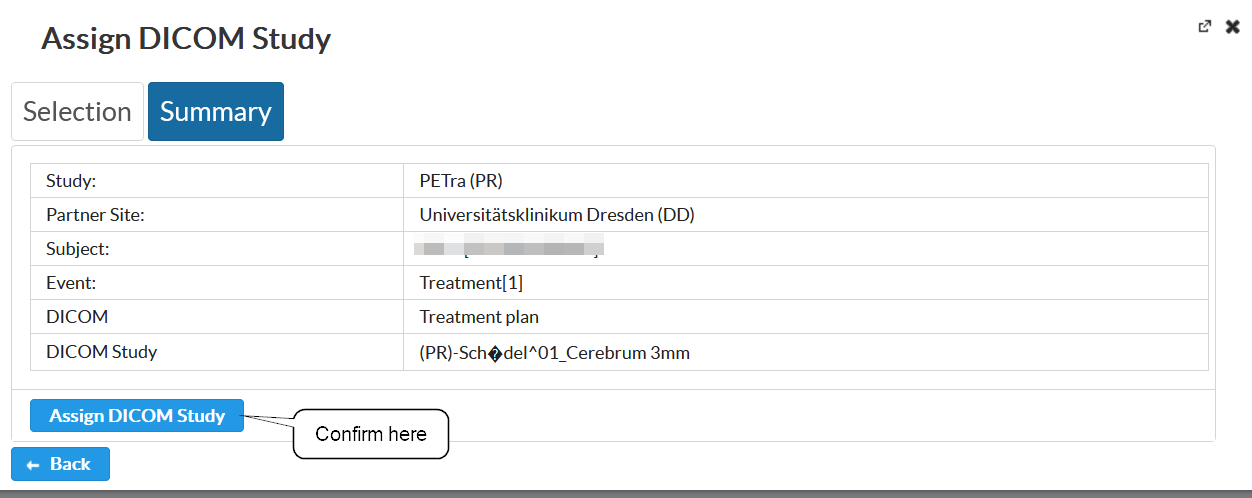 Assign DICOM Study
Selection Summary
Study: PETra (PR)
Partner Site: Universitätsklinikum Dresden (DD)
Subject:
Event: Treatment[1]
DICOM Treatment plan
DICOM Study (PR)-Sch�del^01_Cerebrum 3mm
Assign DICOM Study
Confirm here
Back